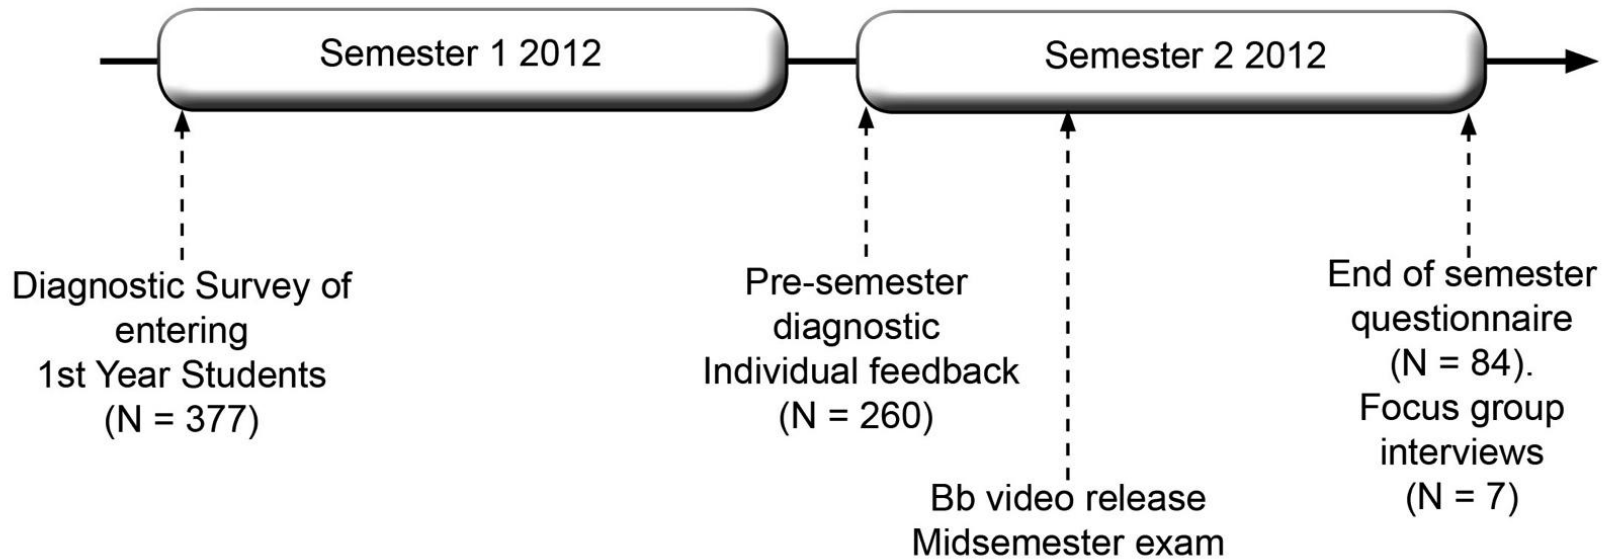 Semester 1 2012
Semester 2 2012
Diagnostic Survey of
entering
1st Year Students
(N = 377)
Pre-semester
diagnostic
Individual feedback
(N = 260)
Bb video release
Midsemester exam
End of semester
questionnaire
(N = 84).
Focus group
interviews
(N = 7)